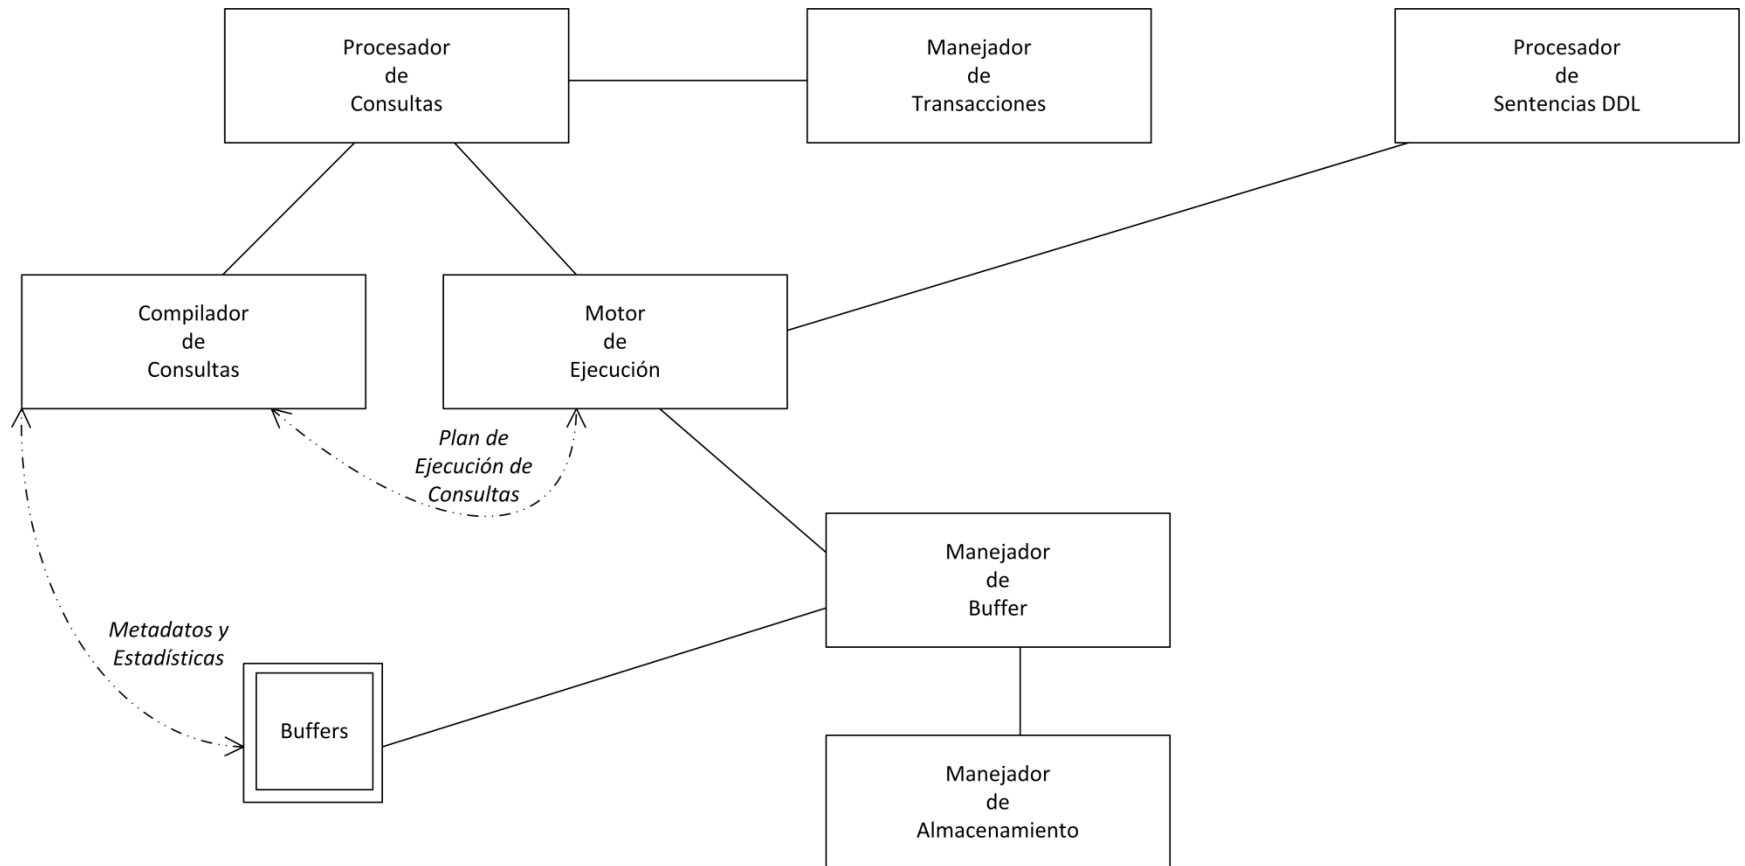 Procesador
de
Consultas
Manejador
de
Transacciones
Procesador
de
Sentencias DDL
Compilador
de
Consultas
Motor
de
Ejecución
Plan de
Ejecución de
Consultas
Manejador
de
Buffer
Metadatos y
Estadísticas
Buffers
Manejador
de
Almacenamiento